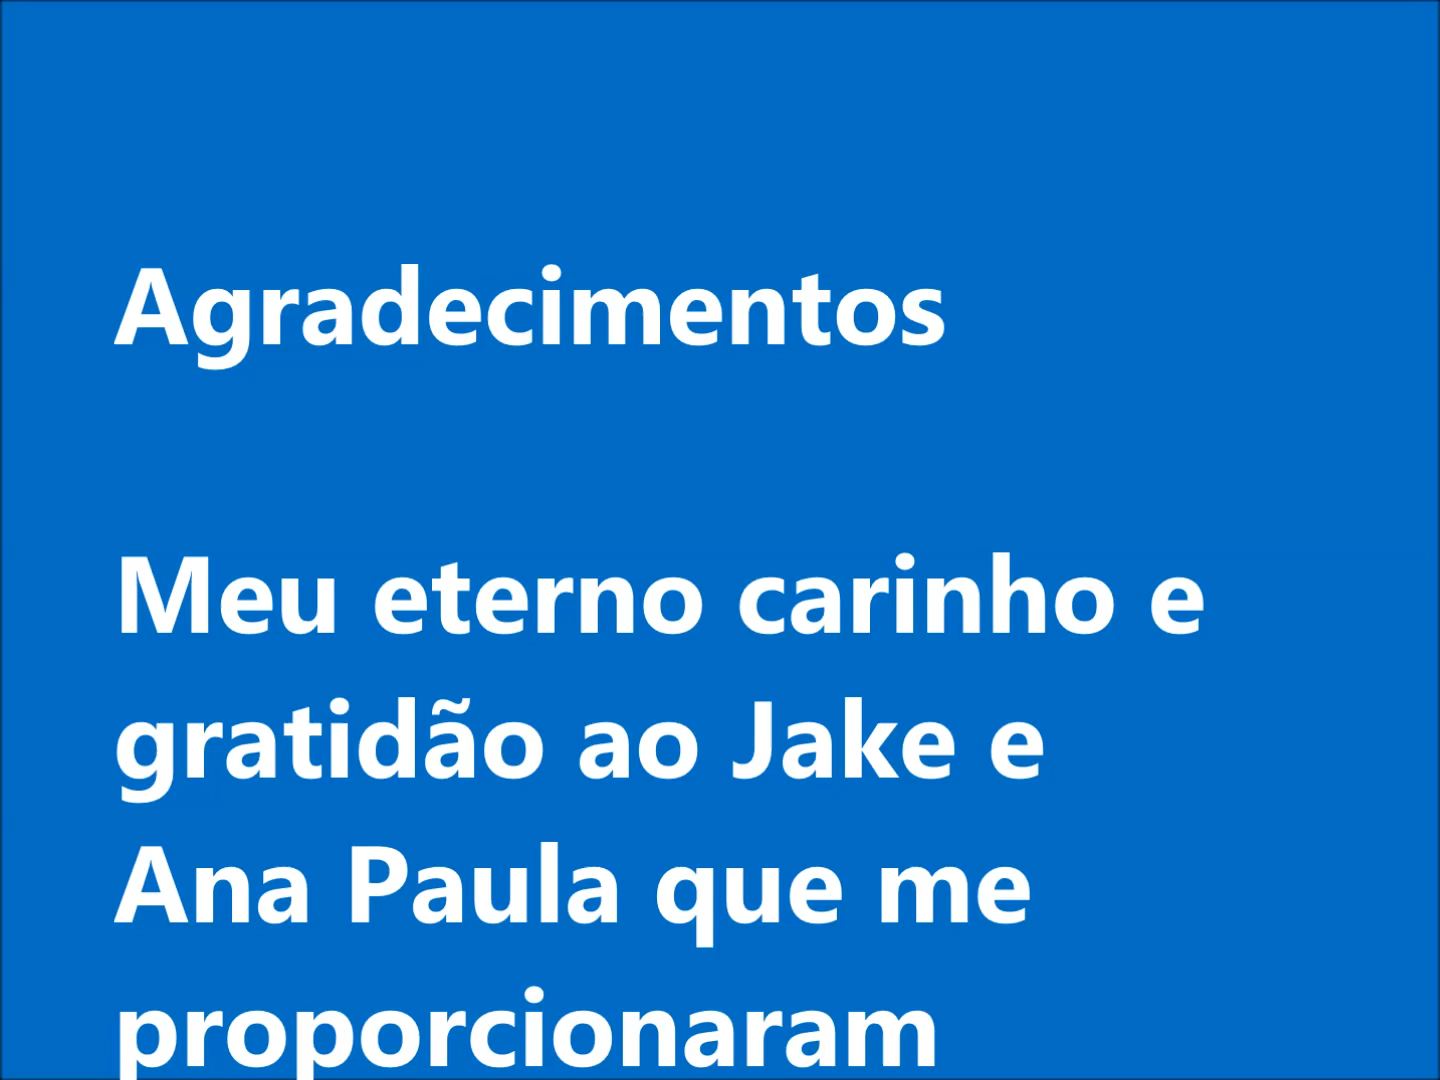 Agradecimentos
Meu eterno carinho e
gratidão ao Jake e
Ana Paula que me
proporcionaram